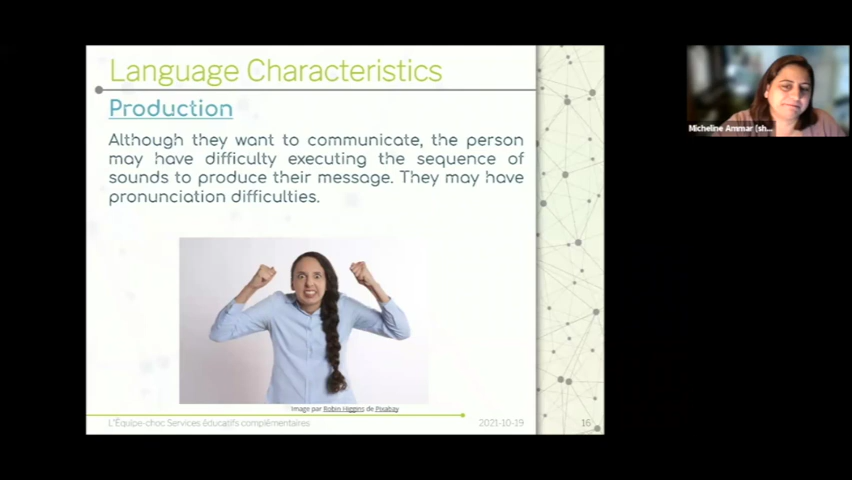 Language Characteristics
Production
Although they want to communicate, the person
may have difficulty executing the sequence of
sounds to produce their message. They may have
pronunciation difficulties.
Image par Robin Higgins de Pixabay
L'Équipe-choc Services éducatifs complémentaires
2021-10-19
16
Micheline Ammar (sh...